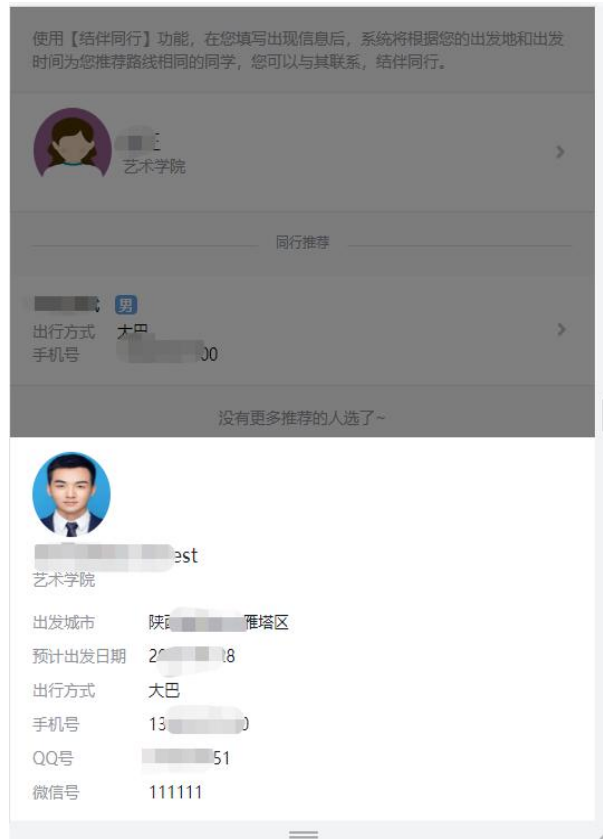 使用【结伴同行】功能，在您填写出现信息后，系统将根据您的出发地和出发
时间为您推荐路线相同的同学，您可以与其联系，结伴同行。
艺术学院
同行推荐
男
出行方式 大巴
手机号 00
没有更多推荐的人选了~
est
艺术学院
出发城市 陕 雁塔区
预计出发日期 2 8
出行方式 大巴
手机号 13 0
QQ号 51
微信号 111111